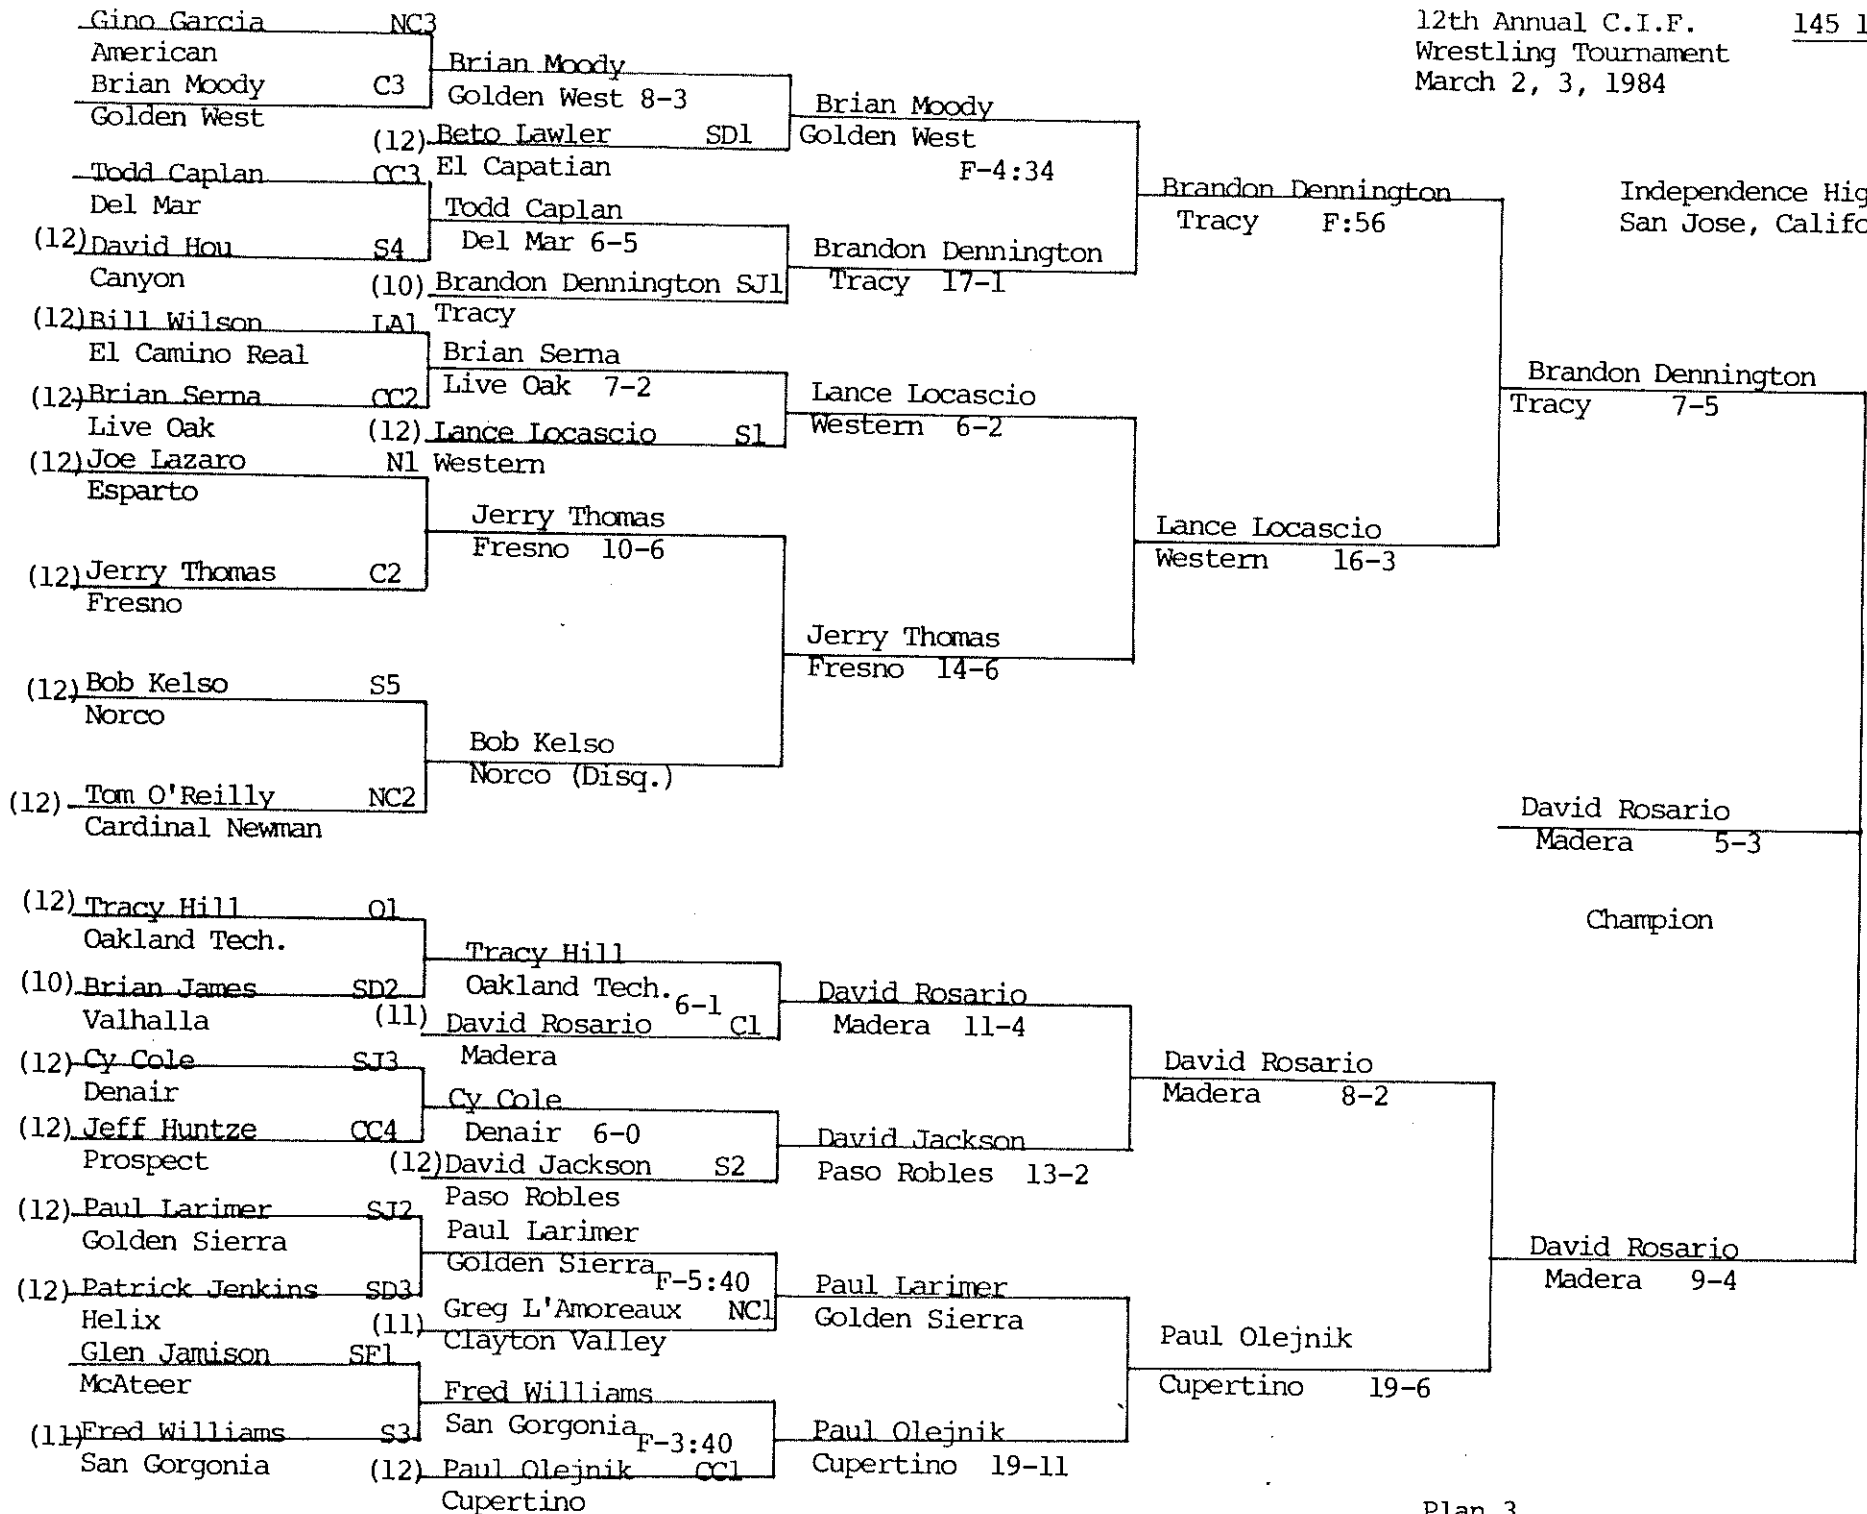 12th Annual C.I.F. 145 l
Wrestling Tournament
March 2, 3, 1984
Independence Hig
San Jose, Califo
Gino Garcia NC3
American
Brian Moody C3
Golden West
Todd Caplan CC3
Del Mar
(12) David Hou S4
Canyon
(12) Bill Wilson LA1
El Camino Real
(12) Brian Serna CC2
Live Oak
(12) Joe Lazaro N1
Esparto
(12) Jerry Thomas C2
Fresno
(12) Bob Kelso S5
Norco
(12) Tom O'Reilly NC2
Cardinal Newman
(12) Tracy Hill O1
Oakland Tech.
(10) Brian James SD2
Valhalla
(12) Cy Cole SJ3
Denair
(12) Jeff Huntze CC4
Prospect
(12) Paul Larimer SJ2
Golden Sierra
(12) Patrick Jenkins SD3
Helix
Glen Jamison SF1
McAteer
(11) Fred Williams S3
San Gorgonia
Brian Moody
Golden West 8-3
(12) Beto Lawler SD1
El Capatian
Todd Caplan
Del Mar 6-5
(10) Brandon Dennington SJ1
Tracy
Brian Serna
Live Oak 7-2
(12) Lance Locascio S1
Western
Jerry Thomas
Fresno 10-6
Bob Kelso
Norco (Disq.)
Tracy Hill
Oakland Tech. 6-1
(11) David Rosario C1
Madera
Cy Cole
Denair 6-0
(12) David Jackson S2
Paso Robles
Paul Larimer
Golden Sierra F-5:40
(11) Greg L'Amoreaux NC1
Clayton Valley
Fred Williams
San Gorgonia F-3:40
(12) Paul Olejnik CC1
Cupertino
Brian Moody
Golden West
F-4:34
Brandon Dennington
Tracy 17-1
Lance Locascio
Western 6-2
Jerry Thomas
Fresno 14-6
David Rosario
Madera 11-4
David Jackson
Paso Robles 13-2
Paul Larimer
Golden Sierra
Paul Olejnik
Cupertino 19-11
Brandon Dennington
Tracy F:56
Lance Locascio
Western 16-3
David Rosario
Madera 8-2
Paul Olejnik
Cupertino 19-6
Brandon Dennington
Tracy 7-5
David Rosario
Madera 9-4
David Rosario
Madera 5-3
Champion
Plan 3